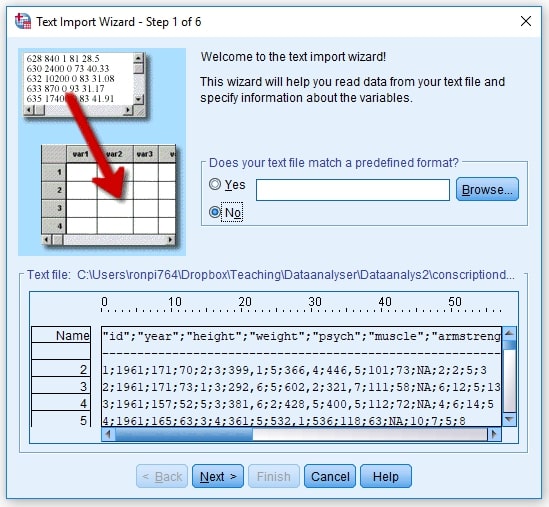 Text Import Wizard - Step 1 of 6
628 840 1 81 28.5
630 2400 0 73 40.33
632 10200 0 83 31.08
633 870 0 93 31.17
635 1740 83 41.91
var1 var2 var3 v
1
2
3
4
Welcome to the text import wizard!
This wizard will help you read data from your text file and
specify information about the variables.
Does your text file match a predefined format?
Yes
Browse...
No
Text file: C:\Users\ronpi764\Dropbox\Teaching\Dataanalyser\Dataanalys2\conscriptiond...
0 10 20 30 40 50
Name "id";"year";"height";"weight";"psych";"muscle";"armstreng
2 1;1961;171;70;2;3;399,1;5;366,4;446,5;101;73;NA;2;2;5;3
3 2;1961;171;73;1;3;292,6;5;602,2;321,7;111;58;NA;6;12;5;13
4 3;1961;157;52;5;3;381,6;2;428,5;400,5;112;72;NA;4;6;14;5
5 4;1961;165;63;3;4;361;5;532,1;536;118;63;NA;10;7;5;8
< Back Next > Finish Cancel Help